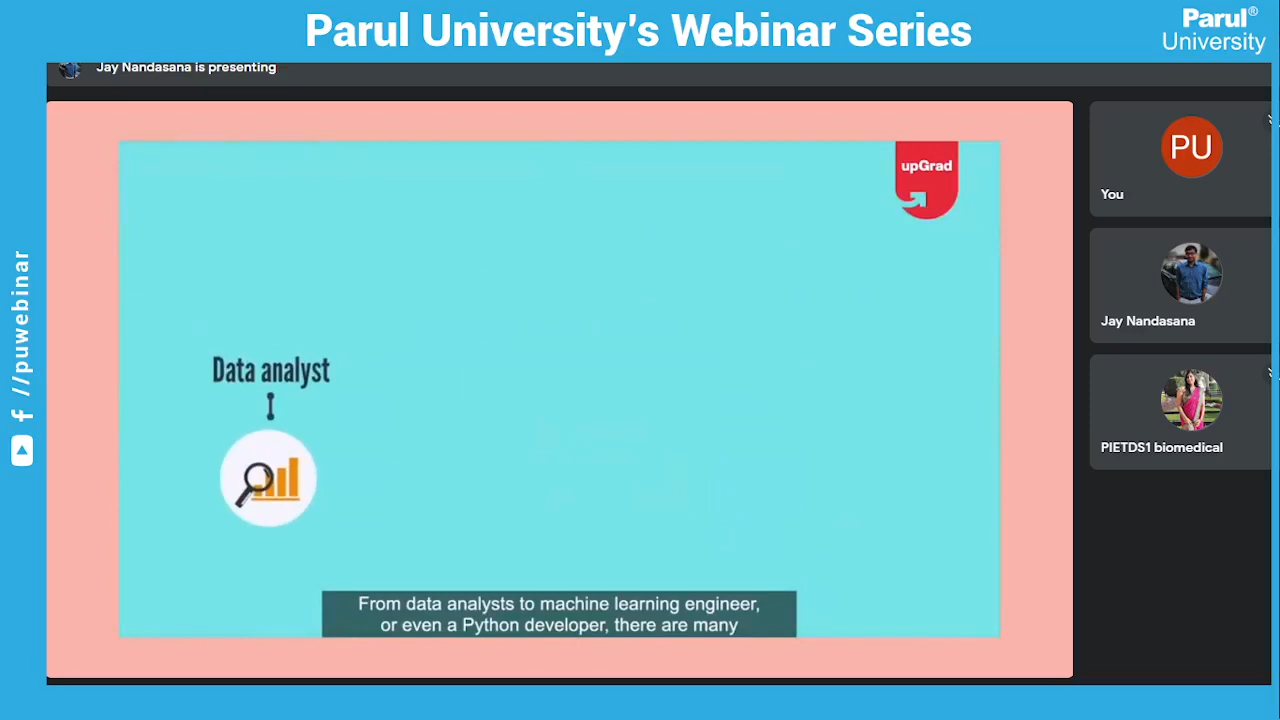 Parul University's Webinar Series
Parul®
University
Jay Nandasana is presenting
upGrad
PU
You
Jay Nandasana
PIETDS1 biomedical
Data analyst
From data analysts to machine learning engineer,
or even a Python developer, there are many
f //puwebinar